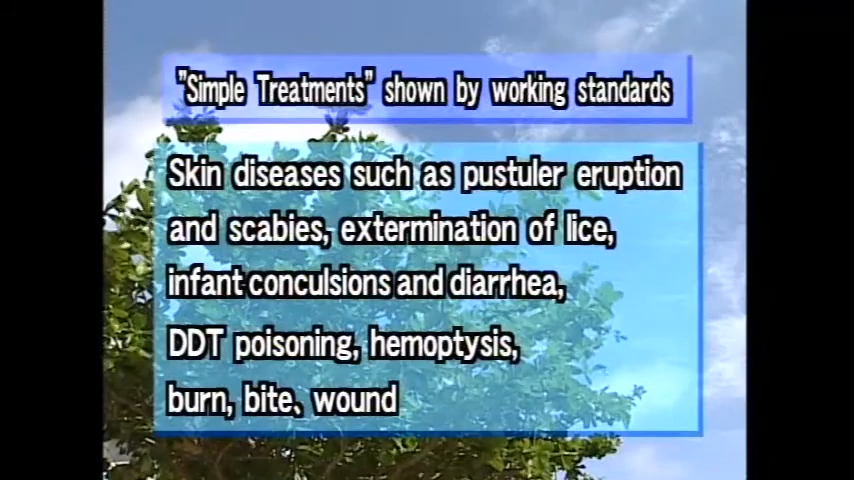 "Simple Treatments" shown by working standards
Skin diseases such as pustuler eruption
and scabies, extermination of lice,
infant conculsions and diarrhea,
DDT poisoning, hemoptysis,
burn, bite、wound